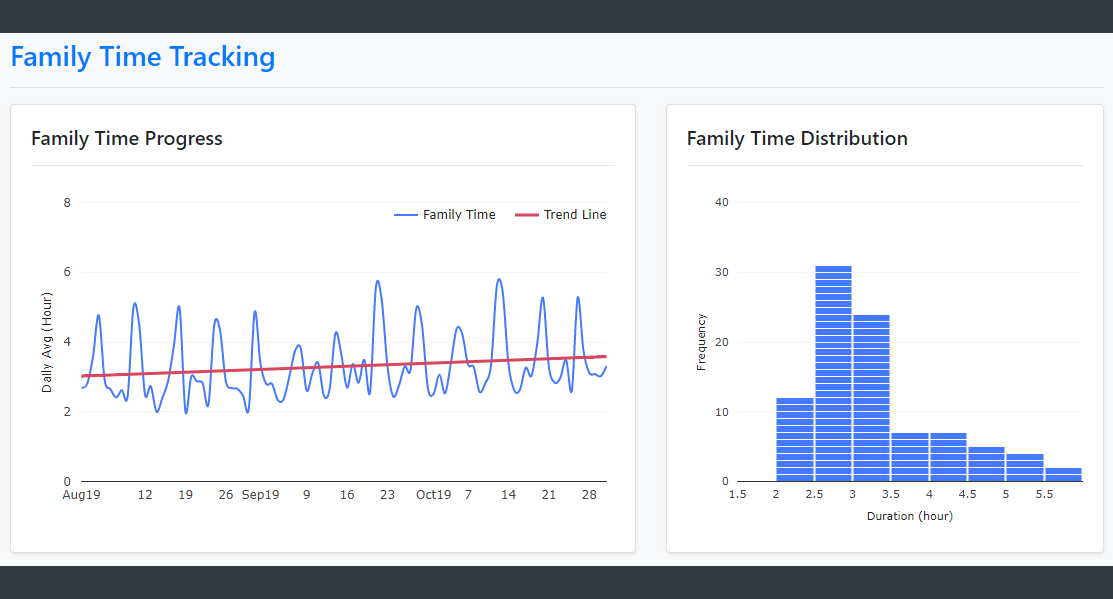 Family Time Tracking
Family Time Progress
8
Family Time
Trend Line
6
4
2
0
Daily Avg (Hour)
Aug19 12 19 26 Sep19 9 16 23 Oct19 7 14 21 28
Family Time Distribution
40
30
20
10
0
Frequency
1.5 2 2.5 3 3.5 4 4.5 5 5.5
Duration (hour)